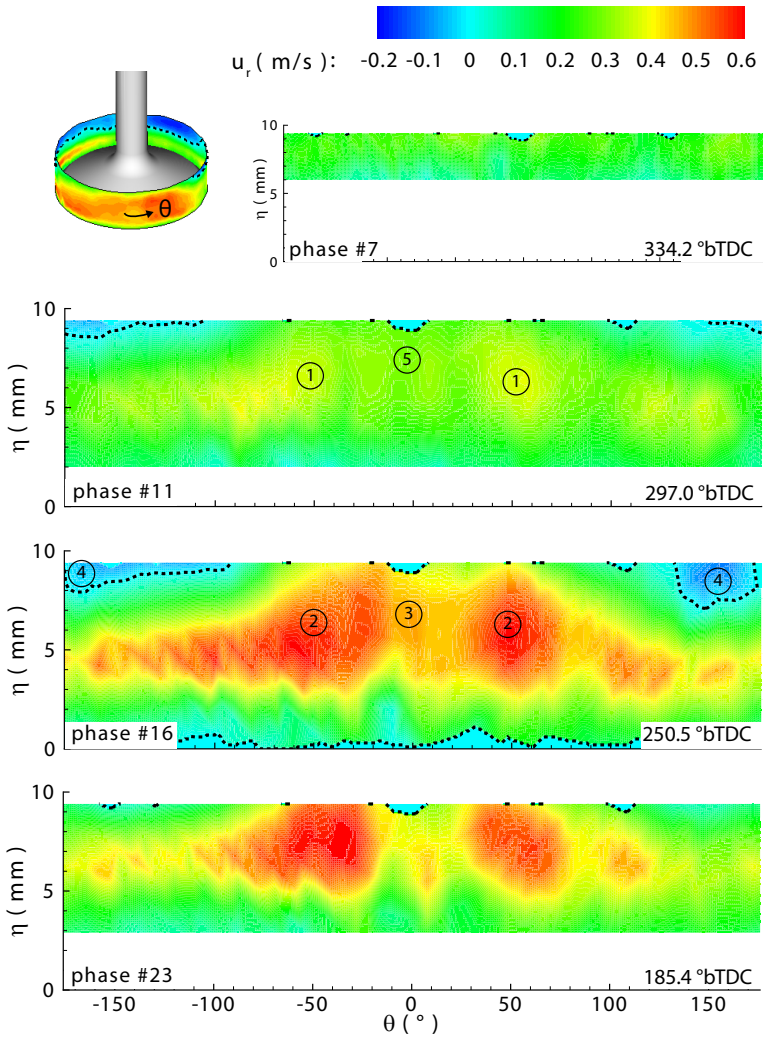 u_r ( m/s ): -0.2 -0.1 0 0.1 0.2 0.3 0.4 0.5 0.6
θ
10
η ( mm )
5
0
phase #7 334.2 °bTDC
10
η ( mm )
5
0
1 5 1
phase #11 297.0 °bTDC
10
η ( mm )
5
0
4 2 3 2 4
phase #16 250.5 °bTDC
10
η ( mm )
5
0
phase #23 185.4 °bTDC
-150 -100 -50 0 50 100 150
θ ( ° )